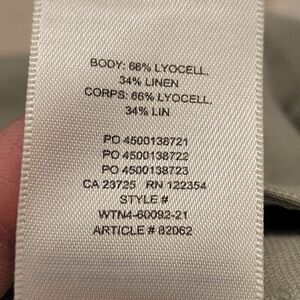 BODY: 66% LYOCELL,
34% LINEN
CORPS: 66% LYOCELL,
34% LIN
PO 4500138721
PO 4500138722
PO 4500138723
CA 23725 RN 122354
STYLE #
WTN4-60092-21
ARTICLE # 82062